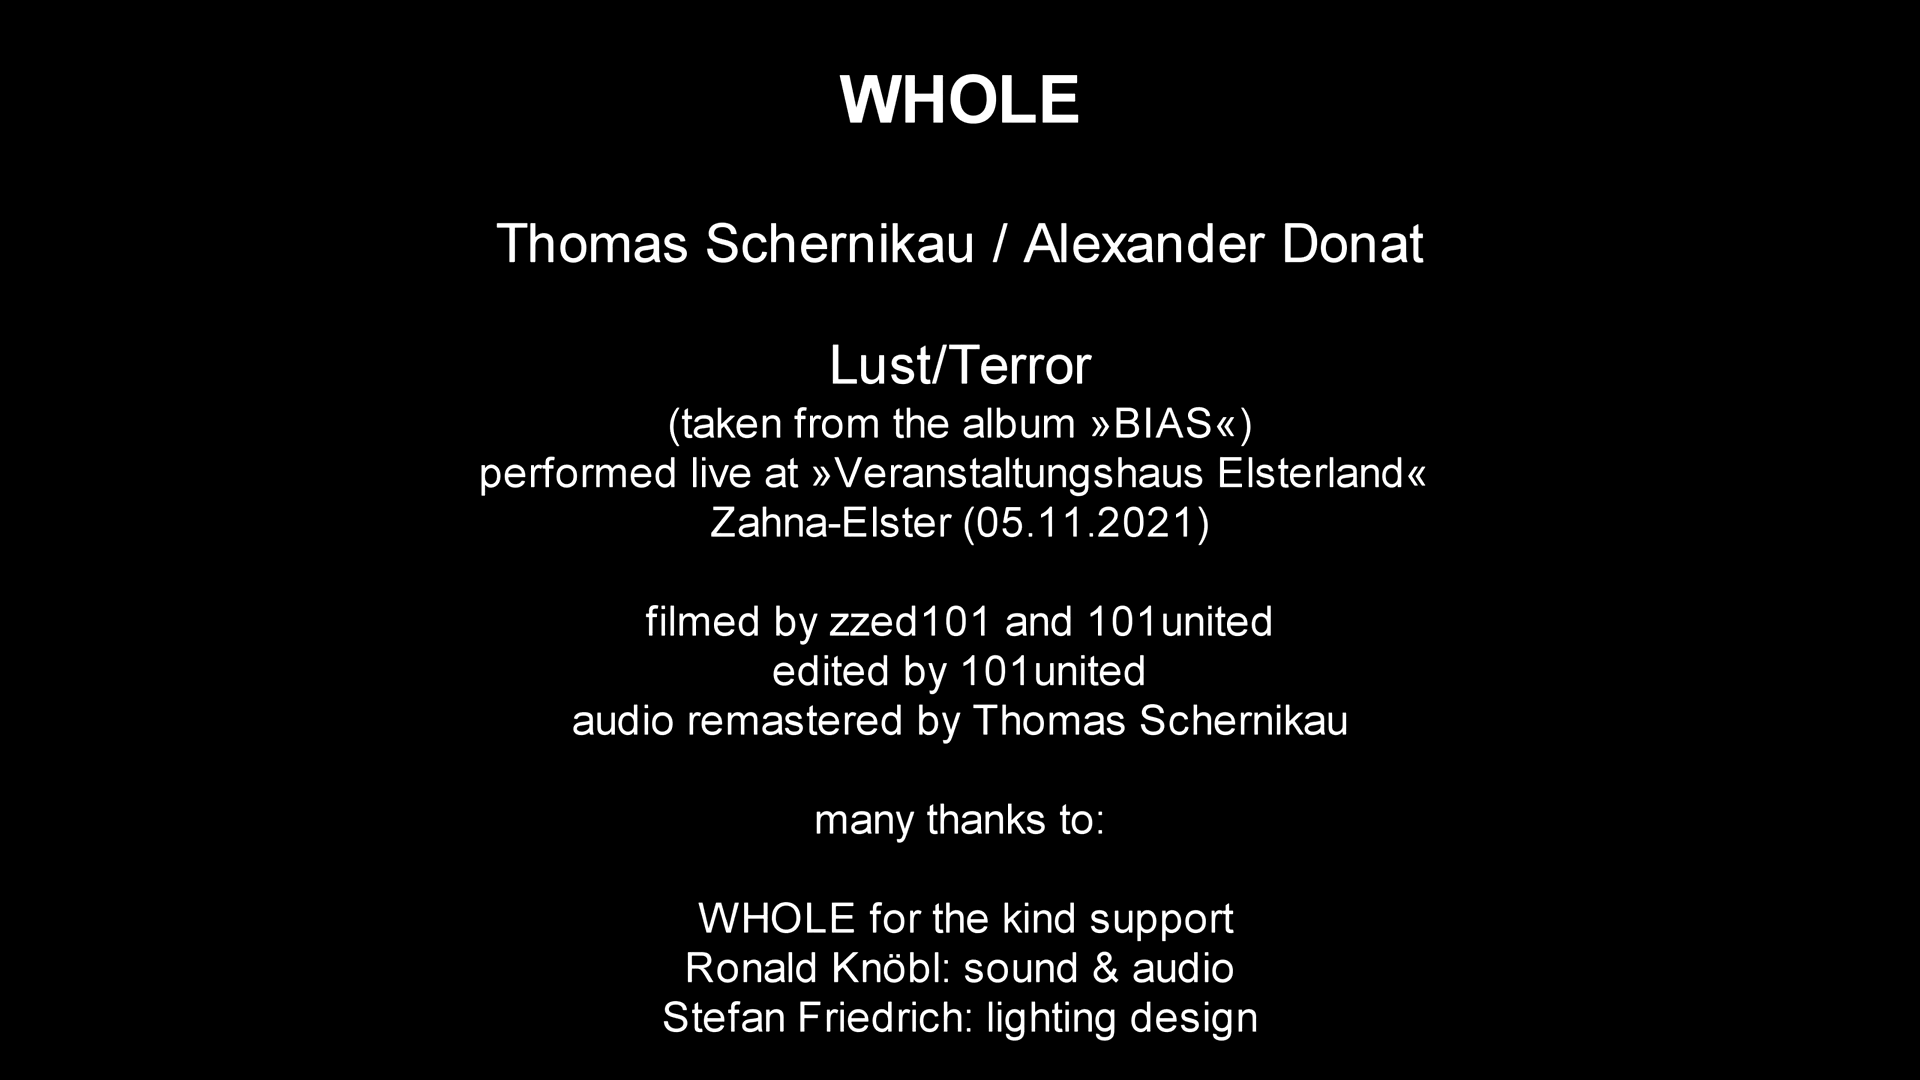 WHOLE
Thomas Schernikau / Alexander Donat
Lust/Terror
(taken from the album »BIAS«)
performed live at »Veranstaltungshaus Elsterland«
Zahna-Elster (05.11.2021)
filmed by zzed101 and 101united
edited by 101united
audio remastered by Thomas Schernikau
many thanks to:
WHOLE for the kind support
Ronald Knöbl: sound & audio
Stefan Friedrich: lighting design